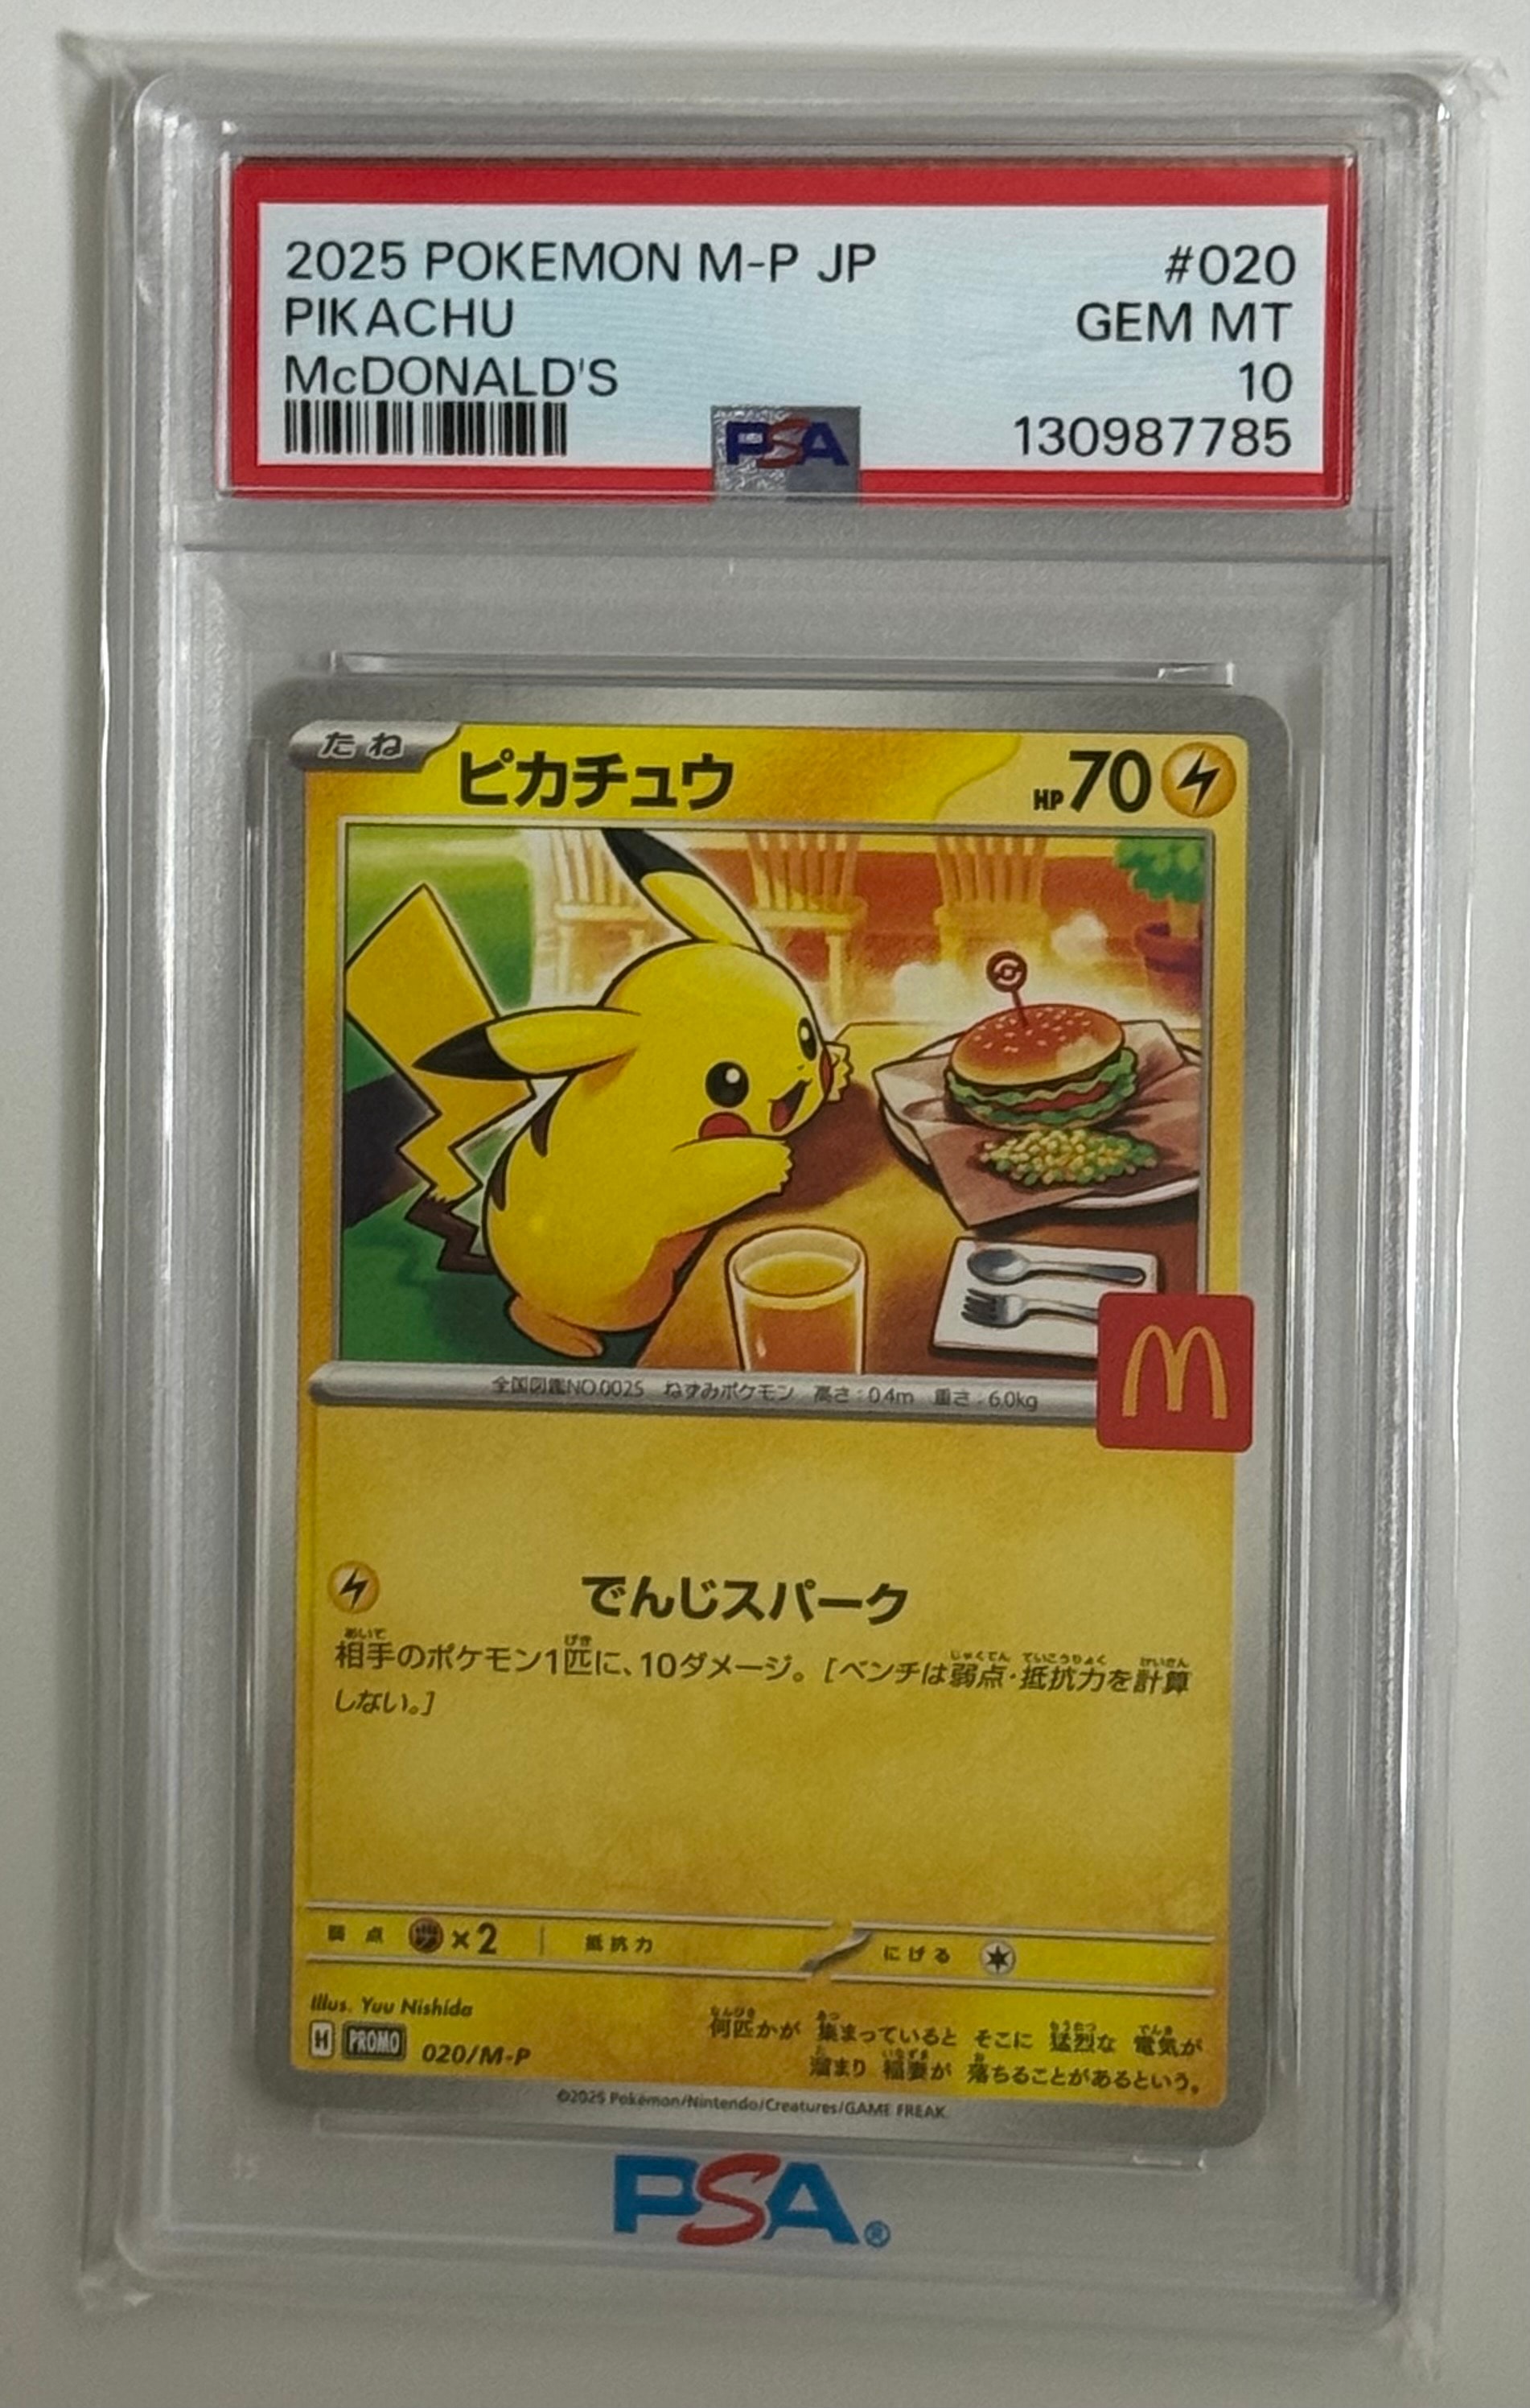 2025 POKEMON M-P JP #020
PIKACHU GEM MT
McDONALD'S 10
PSA 130987785
たね ピカチュウ HP70
全国図鑑NO.0025 ねずみポケモン 高さ:0.4m 重さ:6.0kg
でんじスパーク
相手のポケモン1匹に、10ダメージ。[ベンチは弱点・抵抗力を計算
しない。]
弱点 ×2 抵抗力 にげる
Illus. Yuu Nishida
H PROMO 020/M-P
何匹かが 集まっていると そこに 猛烈な 電気が
溜まり 稲妻が 落ちることがあるという。
©2025 Pokémon/Nintendo/Creatures/GAME FREAK
PSA®